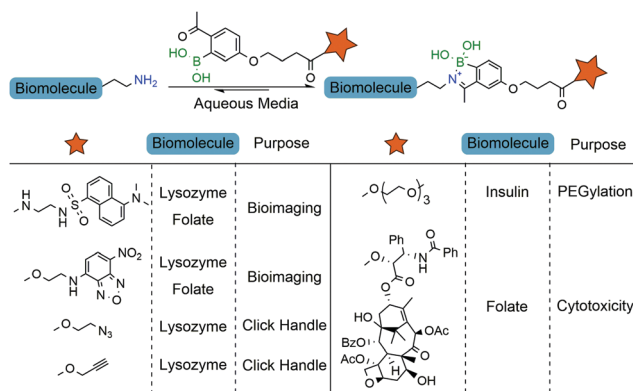 O
HO B
OH
O
O
NH2
Biomolecule
Aqueous Media
OH
HO
B-
N+
O
O
Biomolecule
Biomolecule Purpose
Biomolecule Purpose
H
N
N
H
O
S
O
N
Lysozyme
Folate
Bioimaging
NO2
O
N
H
N
N
O
Lysozyme
Folate
Bioimaging
O
N3
Lysozyme
Click Handle
O
Lysozyme
Click Handle
O
O
3
Insulin
PEGylation
Ph
O
O
N
H
Ph
O
O
HO
OAc
BzO
O
AcO
H
O
OH
Folate
Cytotoxicity